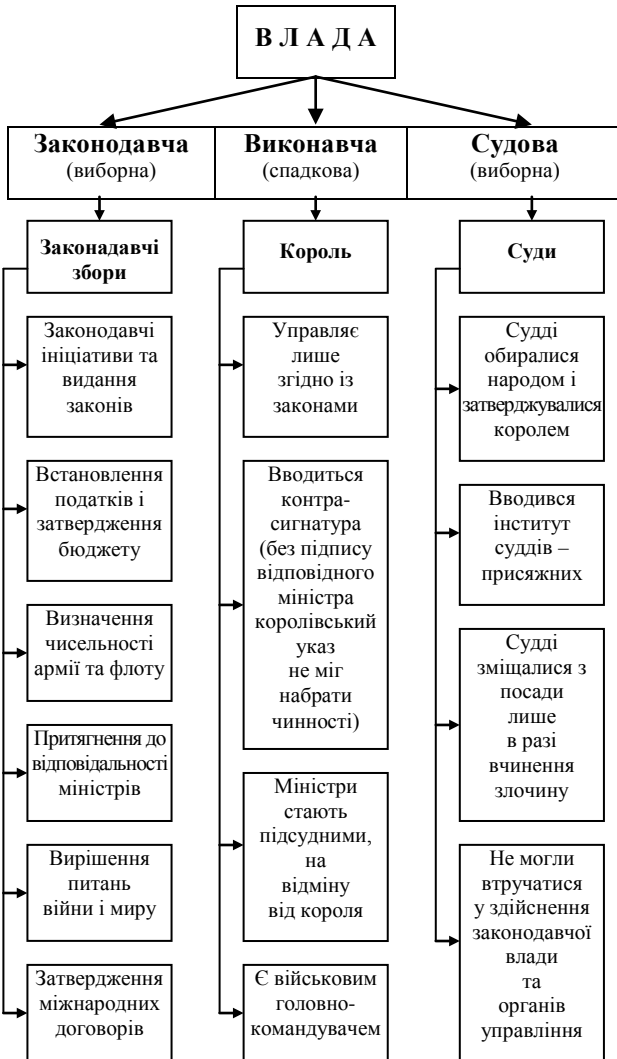 В Л А Д А
Законодавча
(виборна)
Виконавча
(спадкова)
Судова
(виборна)
Законадавчі
збори
Законодавчі
ініціативи та
видання
законів
Встановлення
податків і
затвердження
бюджету
Визначення
чисельності
армії та флоту
Притягнення до
відповідальності
міністрів
Вирішення
питань
війни і миру
Затвердження
міжнародних
договорів
Король
Управляє
лише
згідно із
законами
Вводиться
контра-
сигнатура
(без підпису
відповідного
міністра
королівський
указ
не міг
набрати
чинності)
Міністри
стають
підсудними,
на
відміну
від короля
Є військовим
головно-
командувачем
Суди
Судді
обиралися
народом і
затверджувалися
королем
Вводився
інститут
суддів –
присяжних
Судді
зміщалися з
посади
лише
в разі
вчинення
злочину
Не могли
втручатися
у здійснення
законодавчої
влади
та
органів
управління